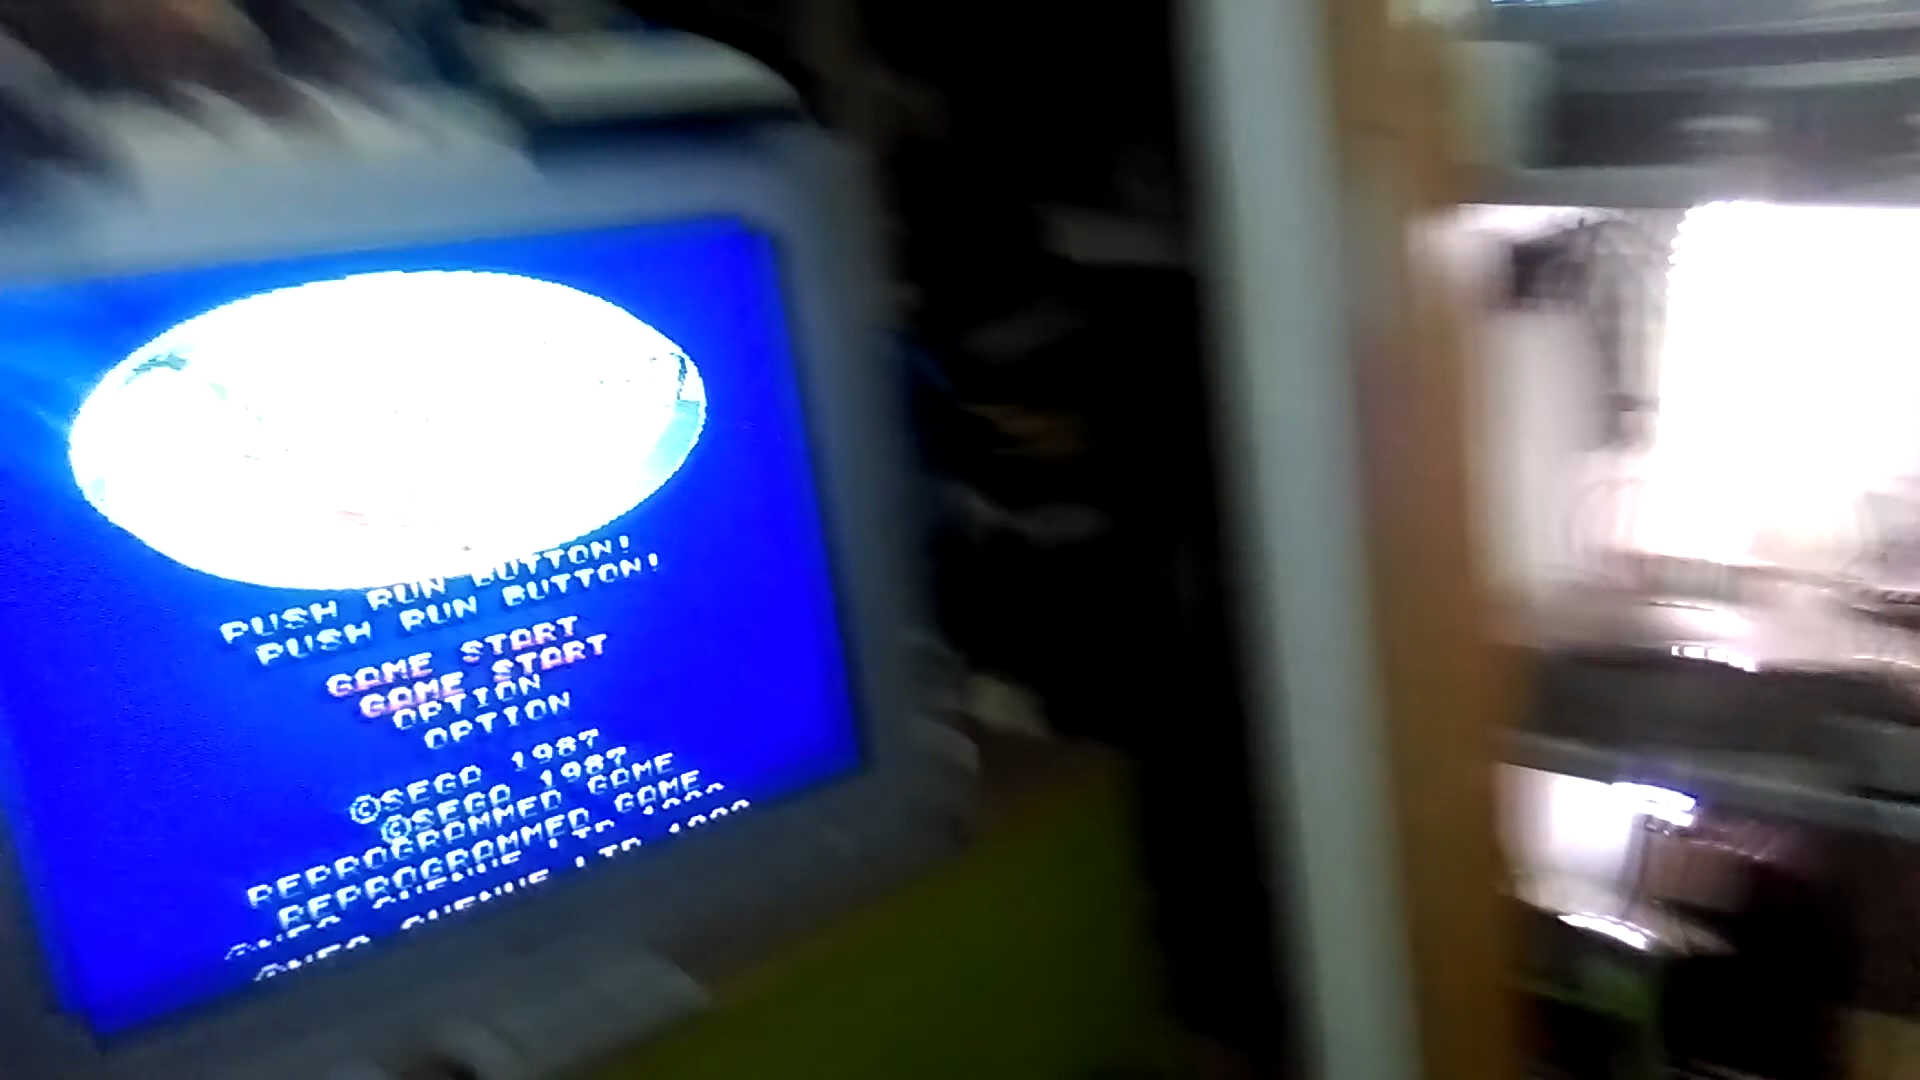 PUSH RUN BUTTON!
PUSH RUN BUTTON!
GAME START
GAME START
OPTION
OPTION
©SEGA 1987
©SEGA 1987
REPROGRAMMED GAME
REPROGRAMMED GAME
LTD